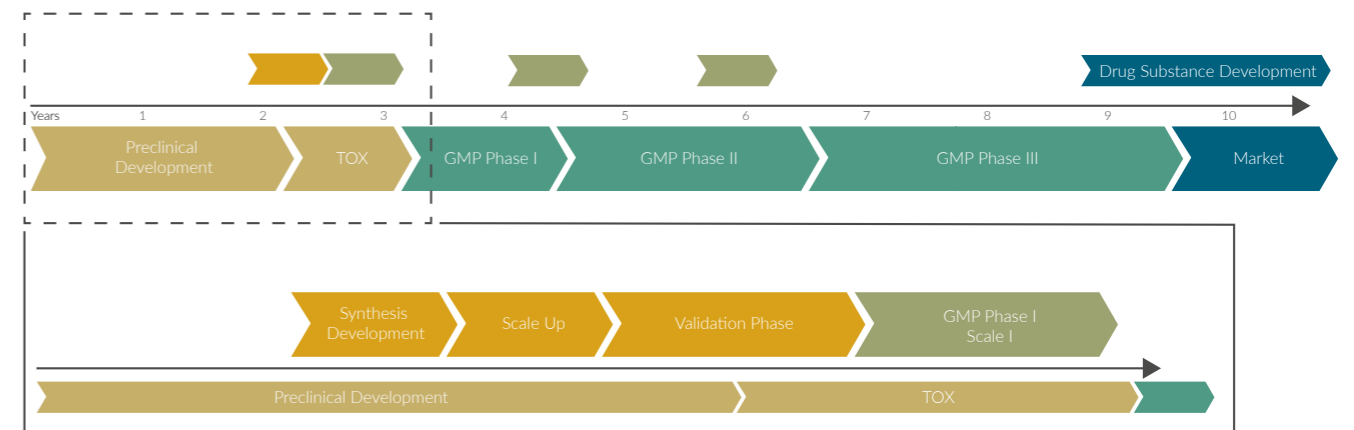 Drug Substance Development
Years 1 2 3 4 5 6 7 8 9 10
Preclinical
Development
TOX
GMP Phase I
GMP Phase II
GMP Phase III
Market
Synthesis
Development
Scale Up
Validation Phase
GMP Phase I
Scale I
Preclinical Development
TOX